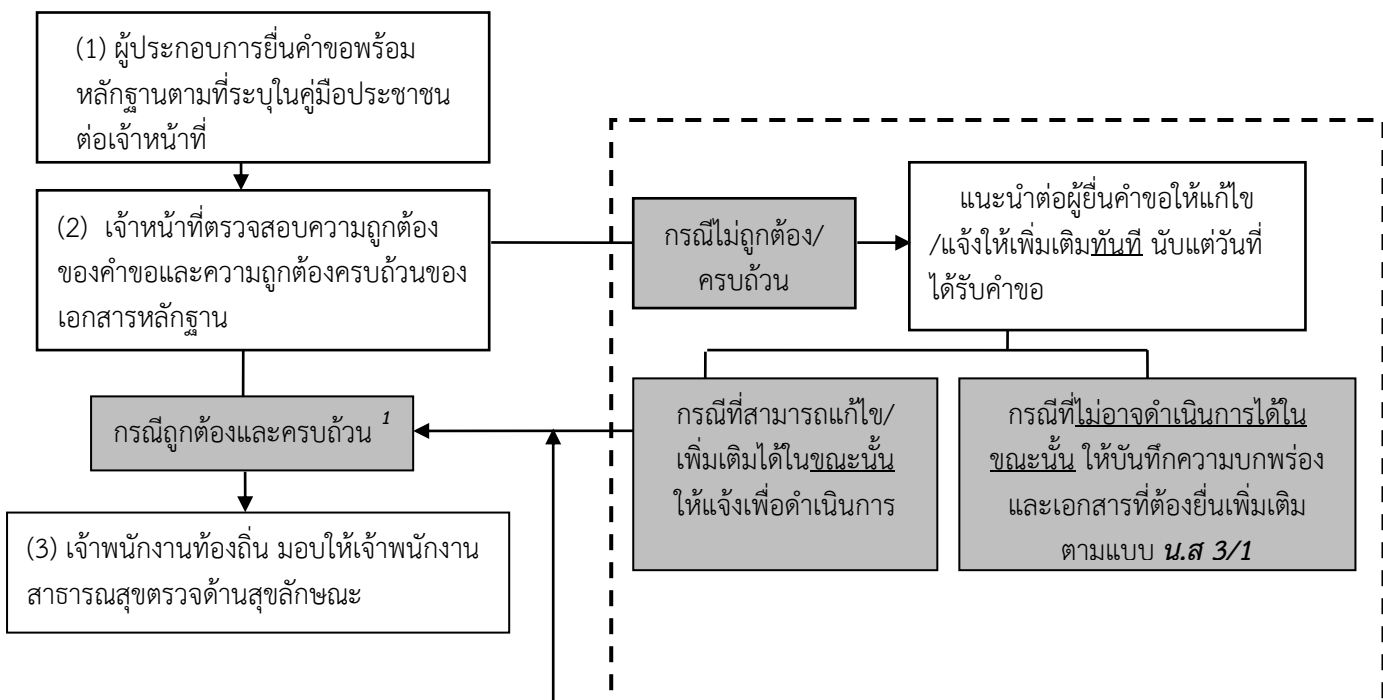 (1) ผู้ประกอบการยื่นคำขอพร้อม
หลักฐานตามที่ระบุในคู่มือประชาชน
ต่อเจ้าหน้าที่
(2) เจ้าหน้าที่ตรวจสอบความถูกต้อง
ของคำขอและความถูกต้องครบถ้วนของ
เอกสารหลักฐาน
กรณีไม่ถูกต้อง/
ครบถ้วน
แนะนำต่อผู้ยื่นคำขอให้แก้ไข
/แจ้งให้เพิ่มเติมทันที นับแต่วันที่
ได้รับคำขอ
กรณีถูกต้องและครบถ้วน 1
กรณีที่สามารถแก้ไข/
เพิ่มเติมได้ในขณะนั้น
ให้แจ้งเพื่อดำเนินการ
กรณีที่ไม่อาจดำเนินการได้ใน
ขณะนั้น ให้บันทึกความบกพร่อง
และเอกสารที่ต้องยื่นเพิ่มเติม
ตามแบบ น.ส 3/1
(3) เจ้าพนักงานท้องถิ่น มอบให้เจ้าพนักงาน
สาธารณสุขตรวจด้านสุขลักษณะ